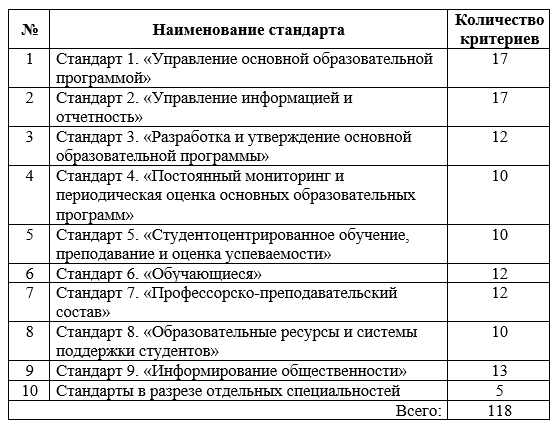 № Наименование стандарта Количество
критериев
1 Стандарт 1. «Управление основной образовательной 17
программой»
2 Стандарт 2. «Управление информацией и 17
отчетность»
3 Стандарт 3. «Разработка и утверждение основной 12
образовательной программы»
4 Стандарт 4. «Постоянный мониторинг и 10
периодическая оценка основных образовательных
программ»
5 Стандарт 5. «Студентоцентрированное обучение, 10
преподавание и оценка успеваемости»
6 Стандарт 6. «Обучающиеся» 12
7 Стандарт 7. «Профессорско-преподавательский 12
состав»
8 Стандарт 8. «Образовательные ресурсы и системы 10
поддержки студентов»
9 Стандарт 9. «Информирование общественности» 13
10 Стандарты в разрезе отдельных специальностей 5
Всего: 118